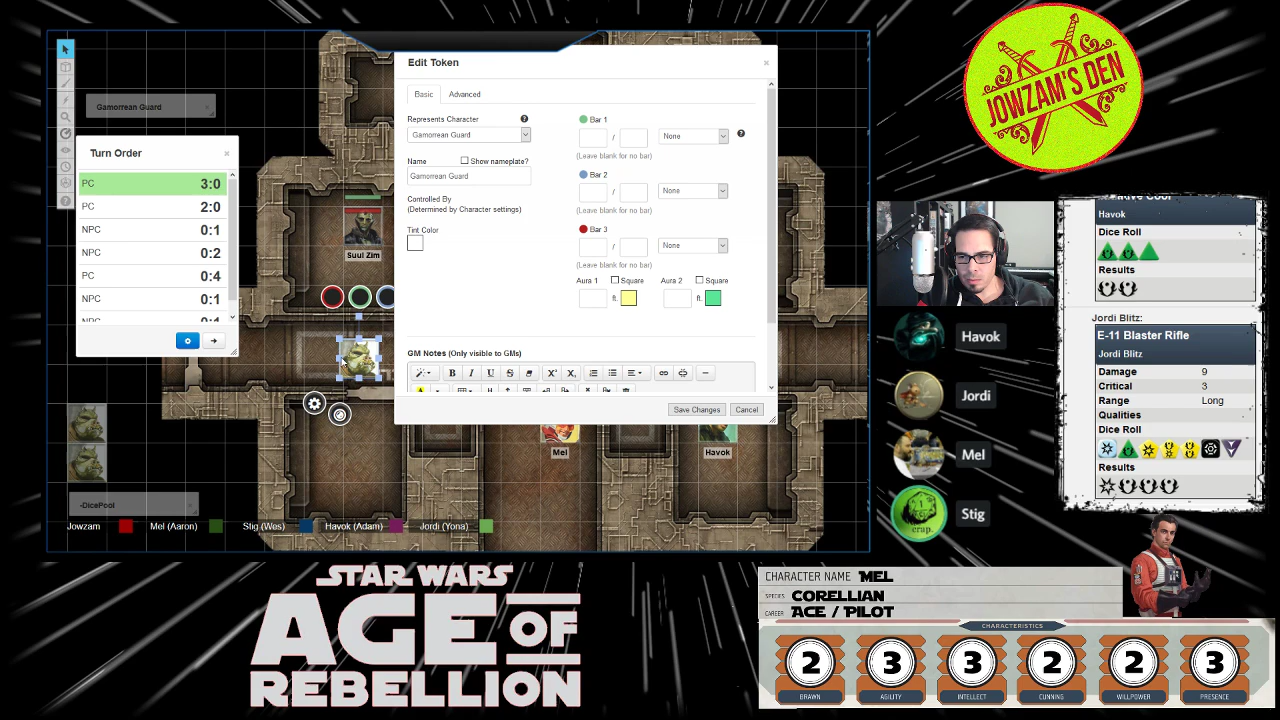 Gamorrean Guard
Turn Order
PC 3:0
PC 2:0
NPC 0:1
NPC 0:2
PC 0:4
NPC 0:1
Suul Zim
Edit Token
Basic Advanced
Represents Character
Gamorrean Guard
Name Show nameplate?
Gamorrean Guard
Controlled By
(Determined by Character settings)
Tint Color
Bar 1
/ None
(Leave blank for no bar)
Bar 2
/ None
Bar 3
/ None
(Leave blank for no bar)
Aura 1 Square Aura 2 Square
ft. ft.
GM Notes (Only visible to GMs)
Save Changes Cancel
Mel
Havok
-DicePool
Jowzam Mel (Aaron) Stig (Wes) Havok (Adam) Jordi (Yona)
JOWZAM'S DEN
Havok
Jordi
Mel
Stig
Havok
Dice Roll
Results
Jordi Blitz:
E-11 Blaster Rifle
Jordi Blitz
Damage 9
Critical 3
Range Long
Qualities
Dice Roll
Results
STAR WARS
AGE OF
REBELLION
CHARACTER NAME MEL
SPECIES CORELLIAN
CAREER ACE / PILOT
CHARACTERISTICS
2 3 3 2 2 3
BRAWN AGILITY INTELLECT CUNNING WILLPOWER PRESENCE